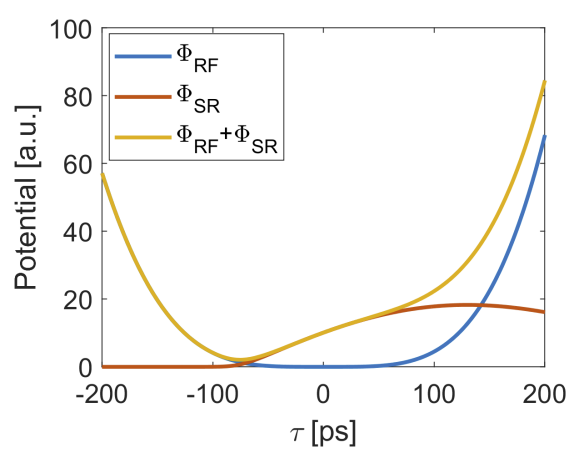 100
80
60
40
20
0
Potential [a.u.]
Φ_RF
Φ_SR
Φ_RF+Φ_SR
-200 -100 0 100 200
τ [ps]